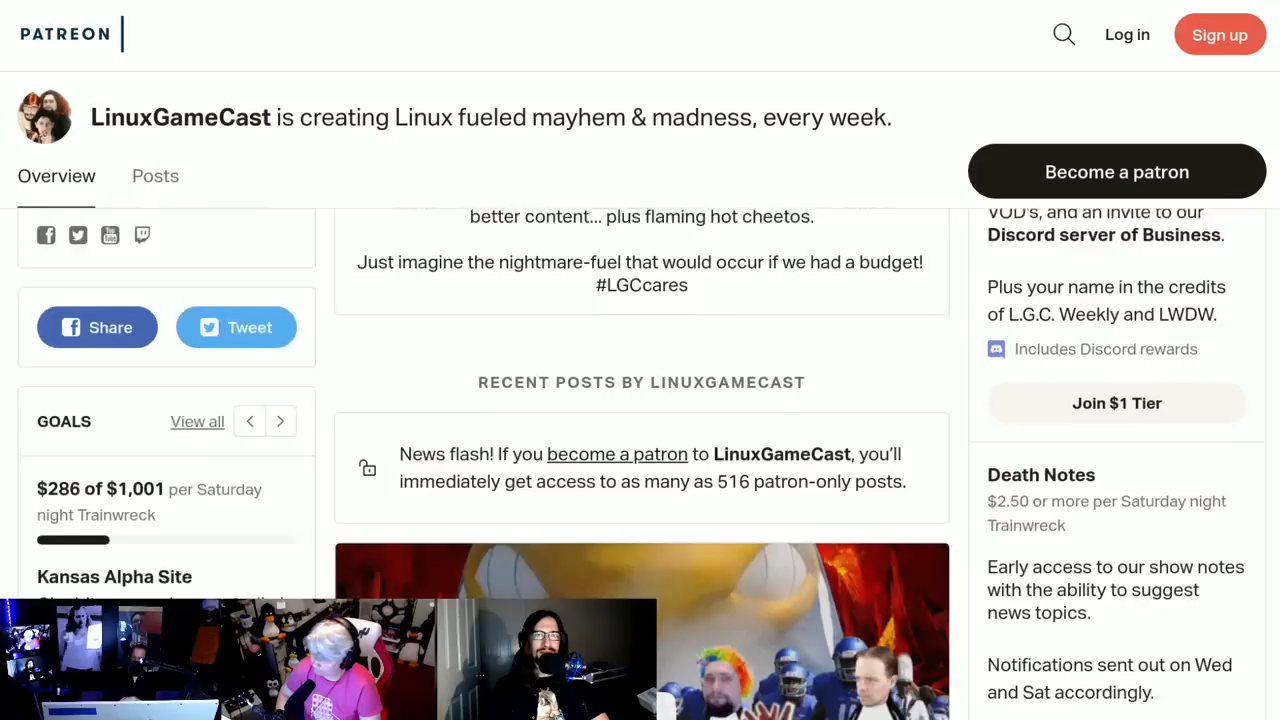 PATREON
Log in
Sign up
LinuxGameCast is creating Linux fueled mayhem & madness, every week.
Overview
Posts
Become a patron
better content... plus flaming hot cheetos.
Just imagine the nightmare-fuel that would occur if we had a budget!
#LGCcares
Share
Tweet
GOALS
View all
$286 of $1,001 per Saturday
night Trainwreck
Kansas Alpha Site
RECENT POSTS BY LINUXGAMECAST
News flash! If you become a patron to LinuxGameCast, you'll
immediately get access to as many as 516 patron-only posts.
VOD's, and an invite to our
Discord server of Business.
Plus your name in the credits
of L.G.C. Weekly and LWDW.
Includes Discord rewards
Join $1 Tier
Death Notes
$2.50 or more per Saturday night
Trainwreck
Early access to our show notes
with the ability to suggest
news topics.
Notifications sent out on Wed
and Sat accordingly.